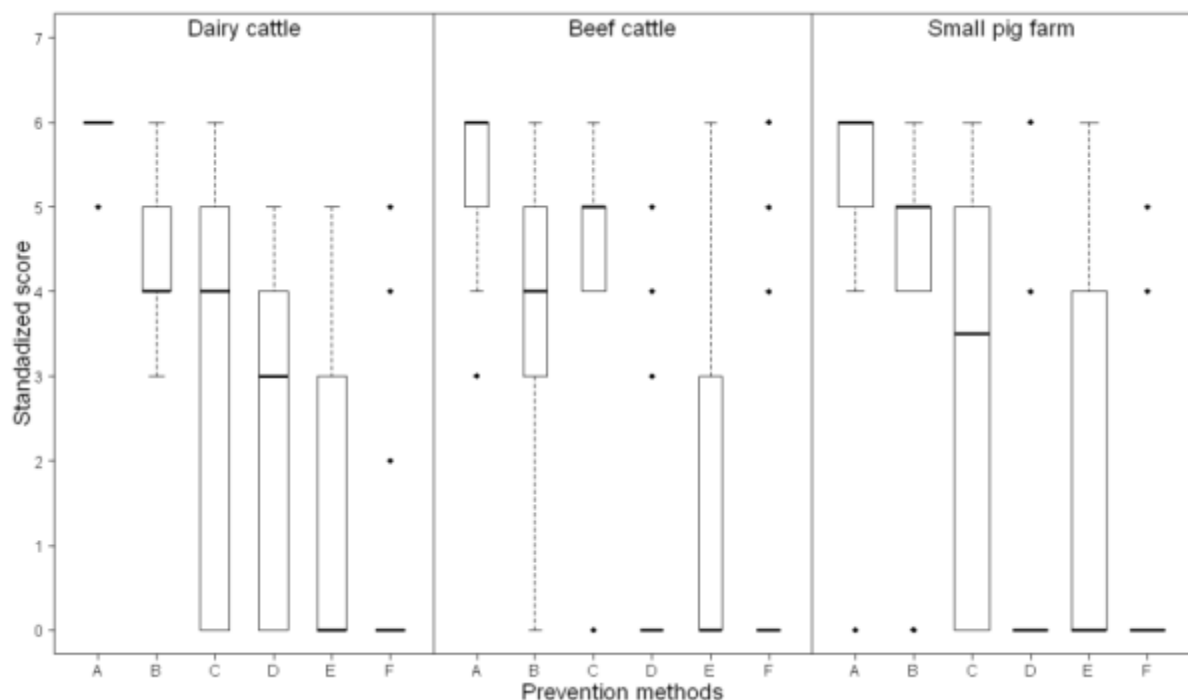 Dairy cattle Beef cattle Small pig farm
7
6
5
4
3
2
1
0
Standadized score
A B C D E F A B C D E F A B C D E F
Prevention methods